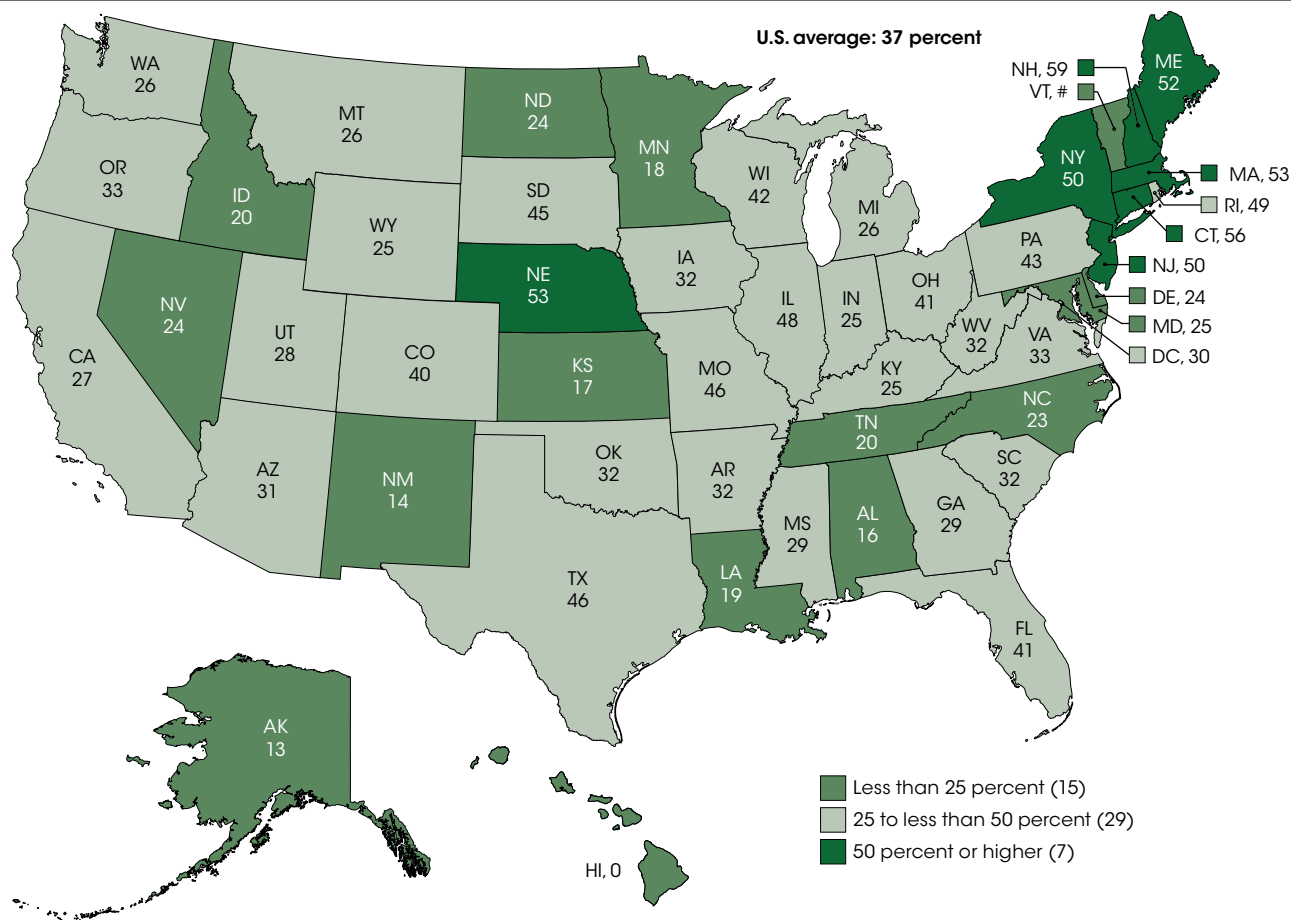 U.S. average: 37 percent
WA
26
MT
26
ND
24
MN
18
NH, 59
VT, #
ME
52
OR
33
ID
20
WY
25
SD
45
WI
42
MI
26
NY
50
MA, 53
RI, 49
CT, 56
NJ, 50
DE, 24
MD, 25
DC, 30
NV
24
UT
28
CO
40
NE
53
IA
32
IL
48
IN
25
OH
41
PA
43
WV
32
VA
33
CA
27
KS
17
MO
46
KY
25
NC
23
TN
20
AZ
31
NM
14
OK
32
AR
32
SC
32
MS
29
AL
16
GA
29
TX
46
LA
19
FL
41
AK
13
HI, 0
Less than 25 percent (15)
25 to less than 50 percent (29)
50 percent or higher (7)